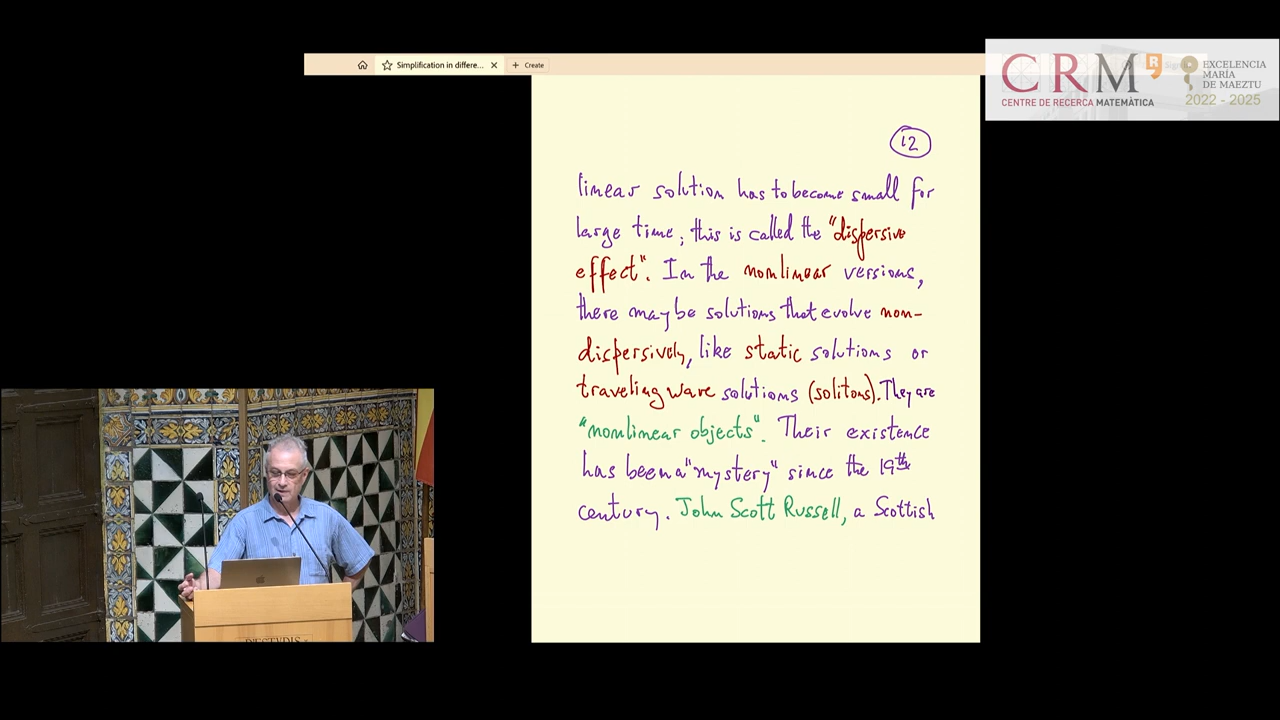 Simplification in differe...
Create
CRM
CENTRE DE RECERCA MATEMÀTICA
EXCELENCIA
MARÍA
DE MAEZTU
2022 - 2025
12
linear solution has to become small for
large time; this is called the "dispersive
effect". In the nonlinear versions,
there may be solutions that evolve non-
dispersively, like static solutions or
traveling wave solutions (solitons). They are
"nonlinear objects". Their existence
has been a "mystery" since the 19th
century. John Scott Russell, a Scottish
D'ESTVDIS